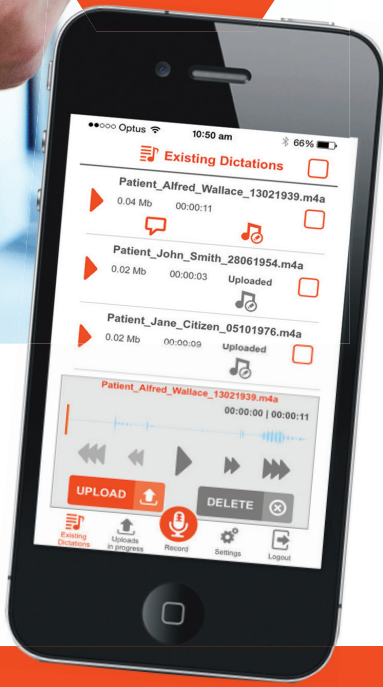 Optus 10:50 am 66%
Existing Dictations
Patient_Alfred_Wallace_13021939.m4a
0.04 Mb 00:00:11
Patient_John_Smith_28061954.m4a
0.02 Mb 00:00:03 Uploaded
Patient_Jane_Citizen_05101976.m4a
0.02 Mb 00:00:09 Uploaded
Patient_Alfred_Wallace_13021939.m4a
00:00:00 | 00:00:11
UPLOAD DELETE
Existing Dictations
Uploads in progress
Record
Settings
Logout